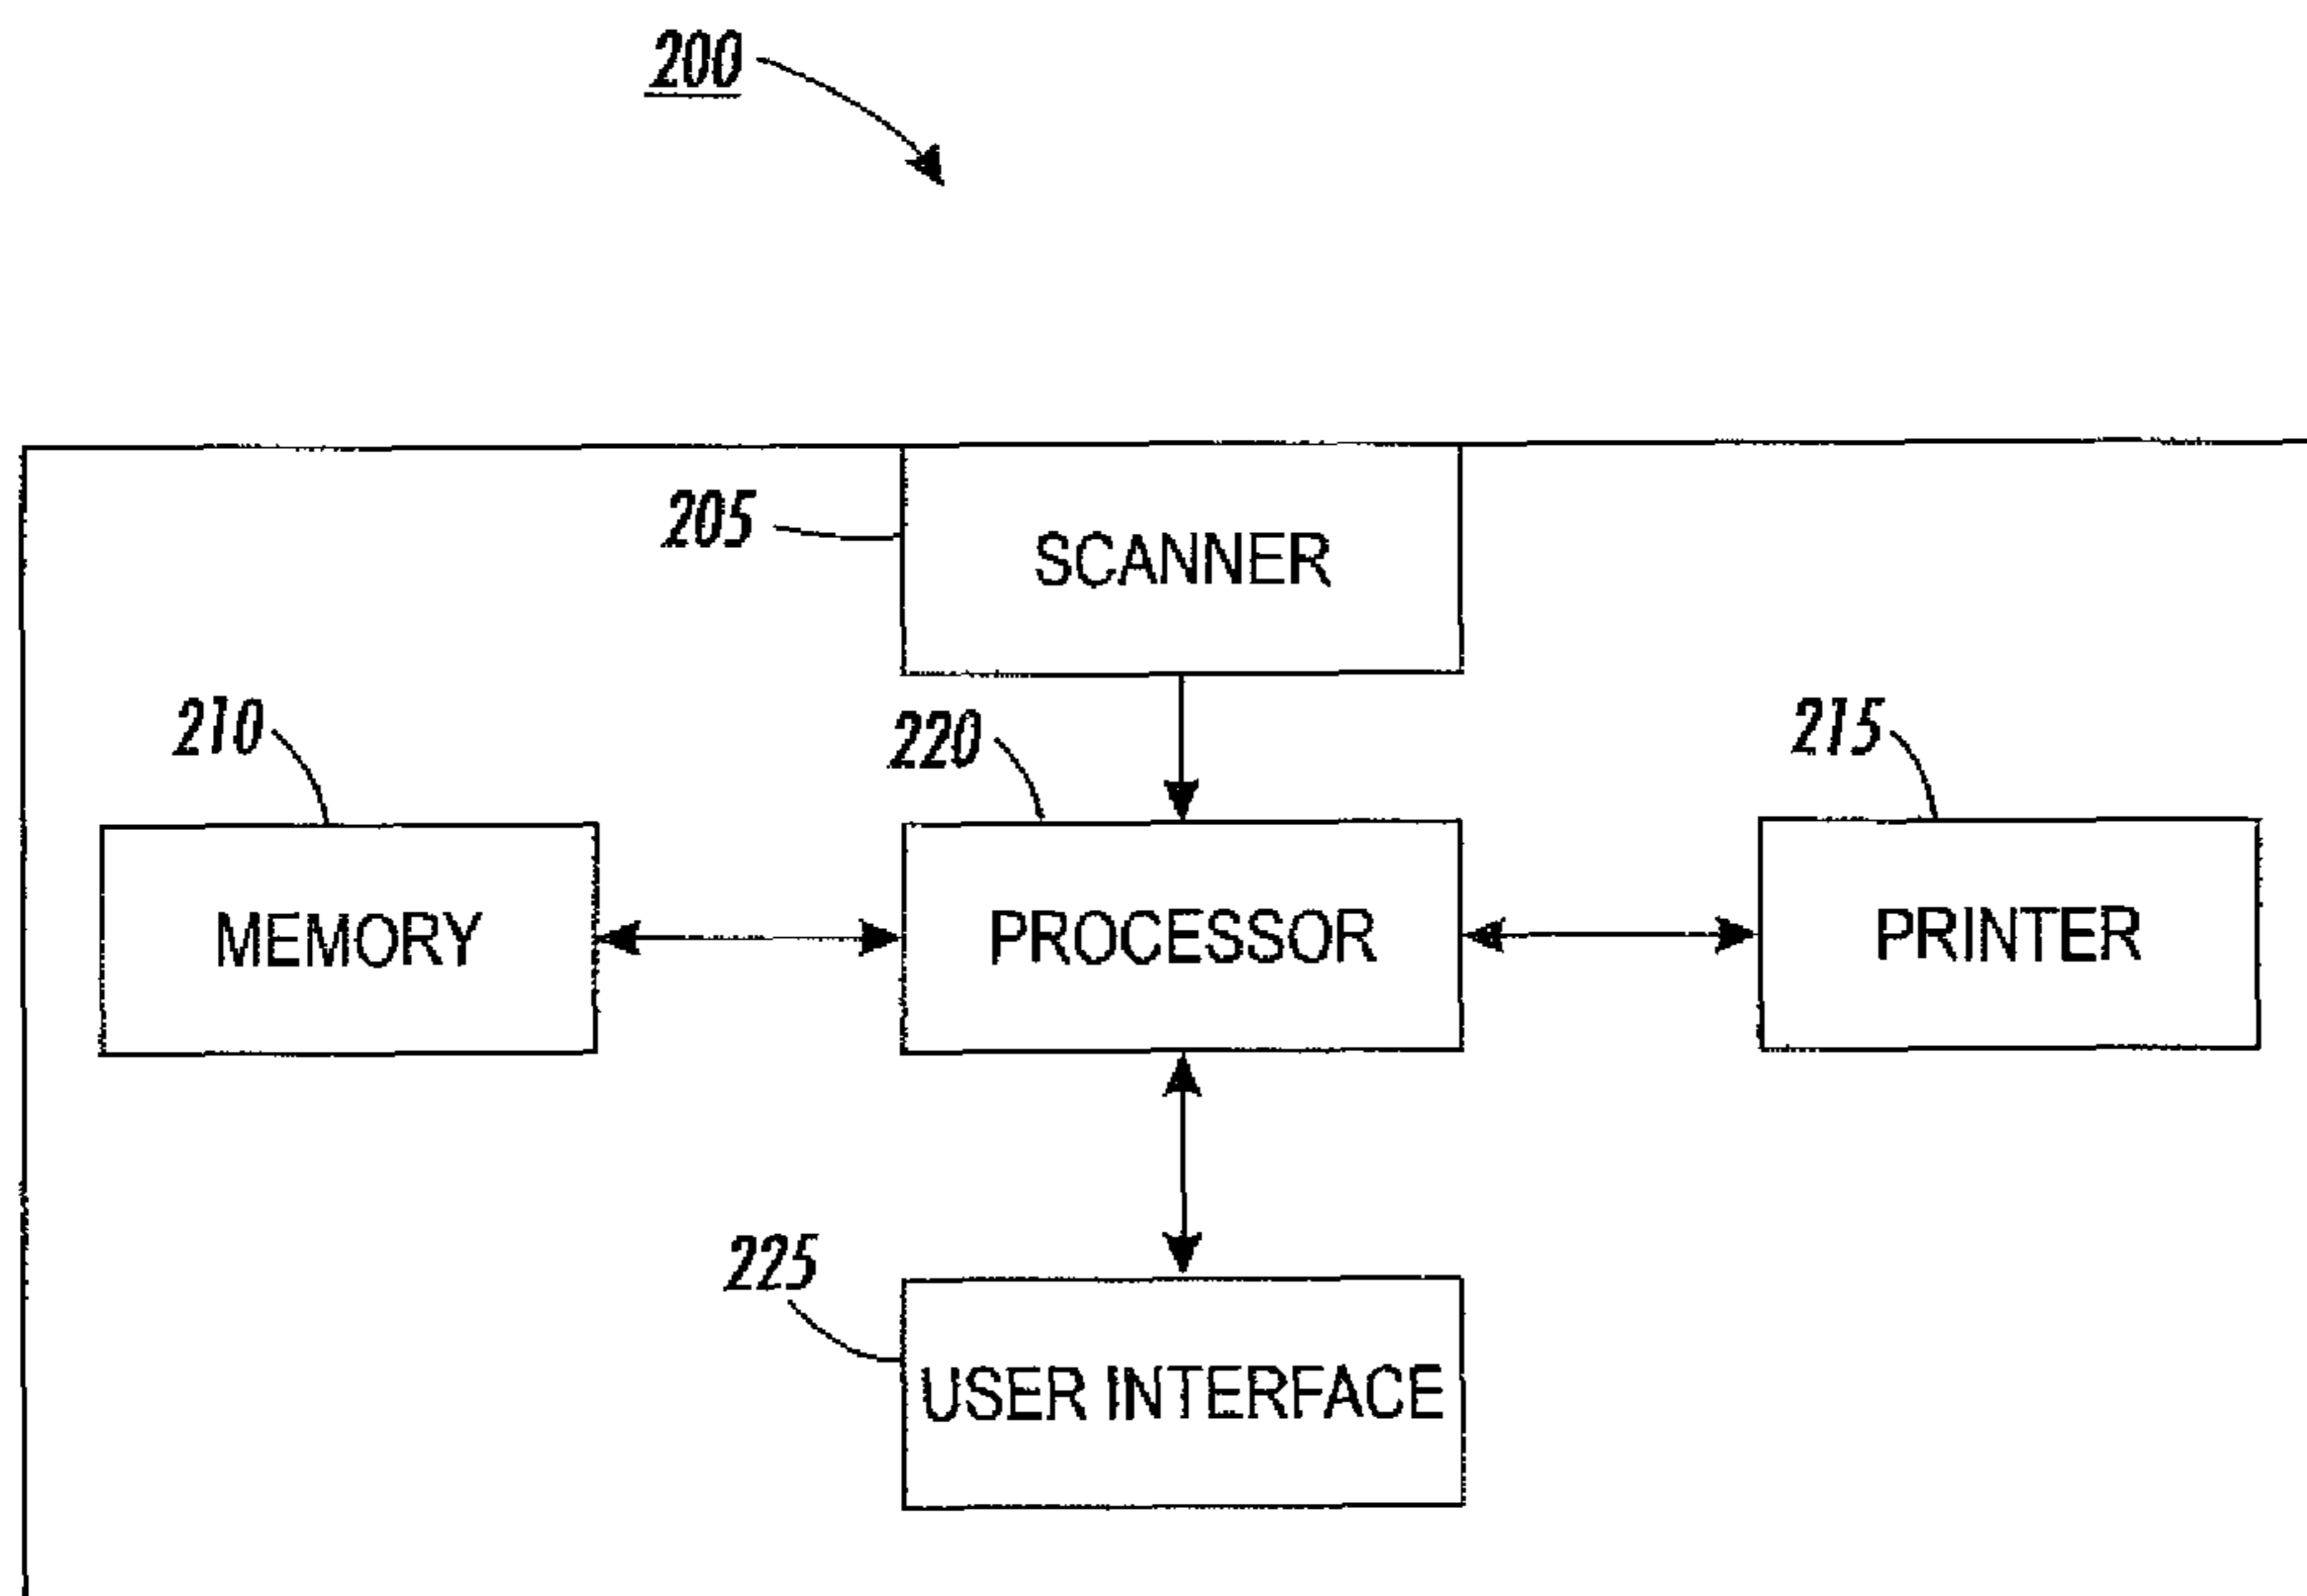 200
205
SCANNER
210
220
215
MEMORY
PROCESSOR
PRINTER
225
USER INTERFACE